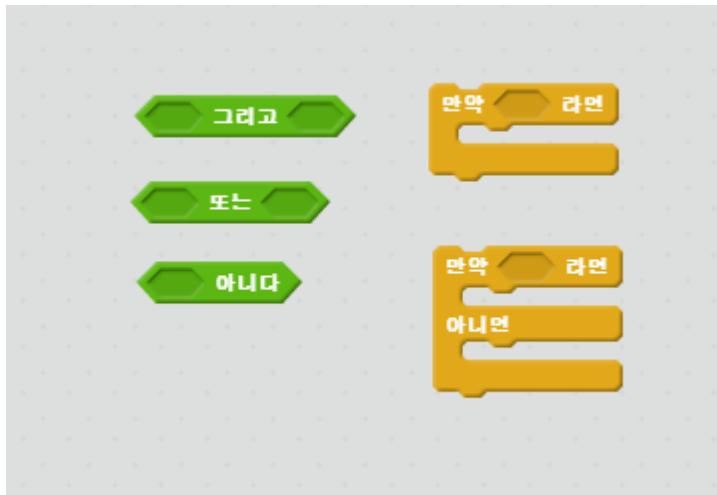 그리고
또는
아니다
만약 라면
만약 라면
아니면